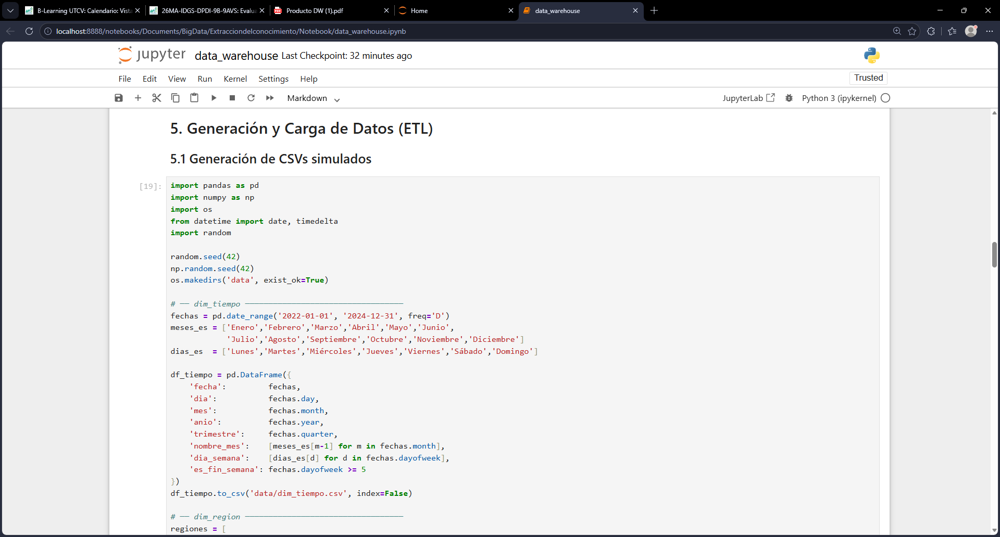 B-Learning UTCV: Calendario: Vista
26MA-IDGS-DPDI-9B-9AVS: Evalua
Producto DW (1).pdf
Home
data_warehouse
localhost:8888/notebooks/Documents/BigData/Extracciondelconocimiento/Notebook/data_warehouse.ipynb
jupyter data_warehouse Last Checkpoint: 32 minutes ago
File Edit View Run Kernel Settings Help
Trusted
Markdown
JupyterLab Python 3 (ipykernel)
5. Generación y Carga de Datos (ETL)
5.1 Generación de CSVs simulados
[19]:
import pandas as pd
import numpy as np
import os
from datetime import date, timedelta
import random
random.seed(42)
np.random.seed(42)
os.makedirs('data', exist_ok=True)
# ── dim_tiempo ──────────────────────────────────
fechas = pd.date_range('2022-01-01', '2024-12-31', freq='D')
meses_es = ['Enero','Febrero','Marzo','Abril','Mayo','Junio',
            'Julio','Agosto','Septiembre','Octubre','Noviembre','Diciembre']
dias_es  = ['Lunes','Martes','Miércoles','Jueves','Viernes','Sábado','Domingo']
df_tiempo = pd.DataFrame({
    'fecha':         fechas,
    'dia':           fechas.day,
    'mes':           fechas.month,
    'anio':          fechas.year,
    'trimestre':     fechas.quarter,
    'nombre_mes':    [meses_es[m-1] for m in fechas.month],
    'dia_semana':    [dias_es[d] for d in fechas.dayofweek],
    'es_fin_semana': fechas.dayofweek >= 5
})
df_tiempo.to_csv('data/dim_tiempo.csv', index=False)
# ── dim_region ──────────────────────────────────
regiones = [